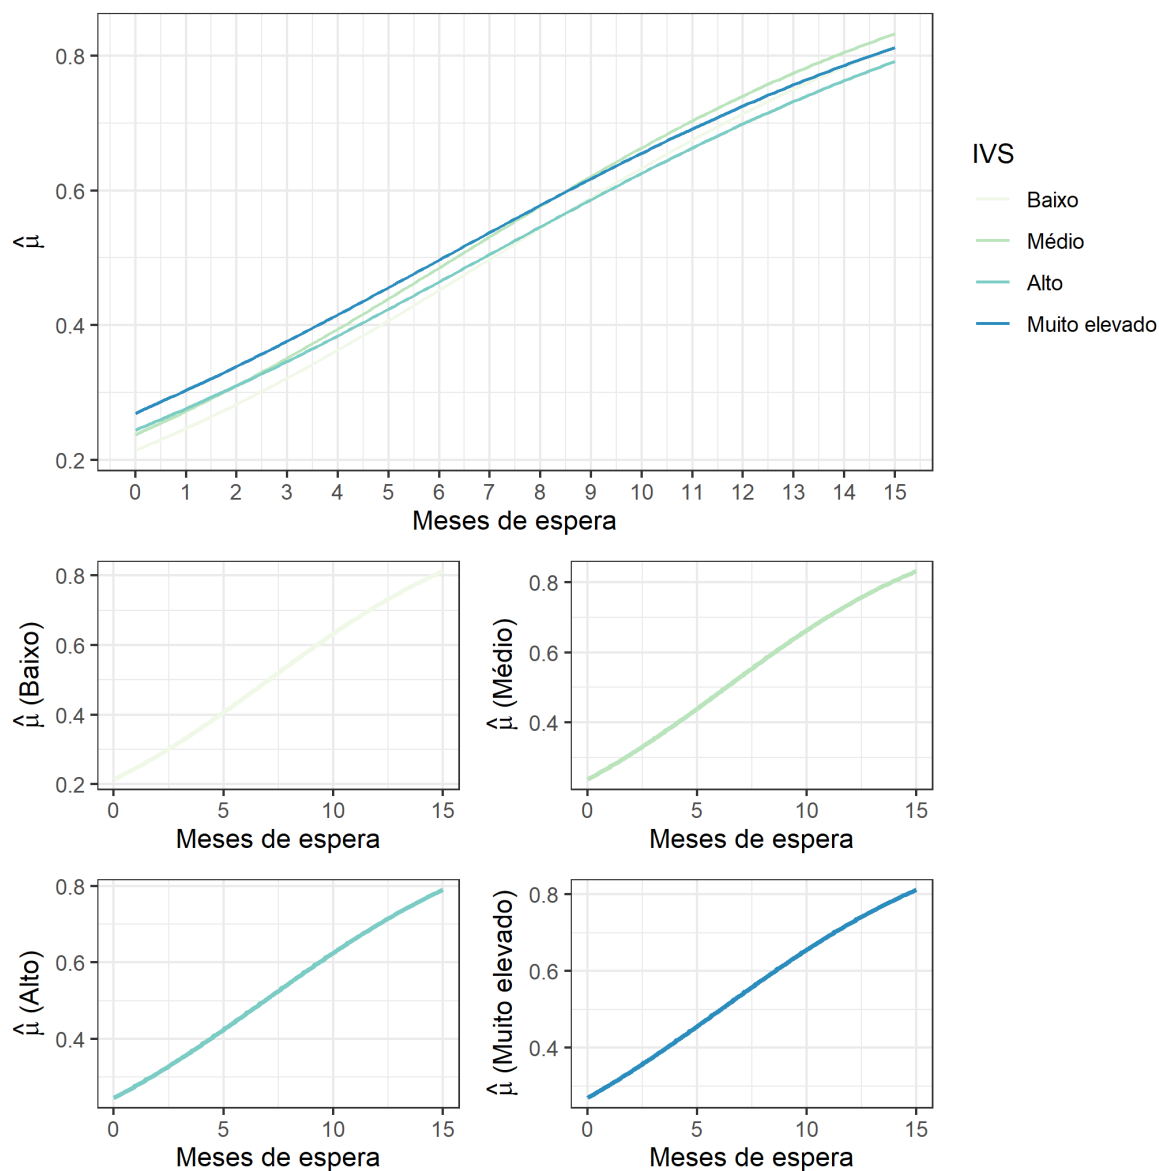 0.8
0.6
0.4
0.2
μ̂
0 1 2 3 4 5 6 7 8 9 10 11 12 13 14 15
Meses de espera
IVS
Baixo
Médio
Alto
Muito elevado
0.8
0.6
0.4
0.2
μ̂ (Baixo)
0 5 10 15
Meses de espera
0.8
0.6
0.4
μ̂ (Médio)
0 5 10 15
Meses de espera
0.8
0.6
0.4
μ̂ (Alto)
0 5 10 15
Meses de espera
0.8
0.6
0.4
μ̂ (Muito elevado)
0 5 10 15
Meses de espera